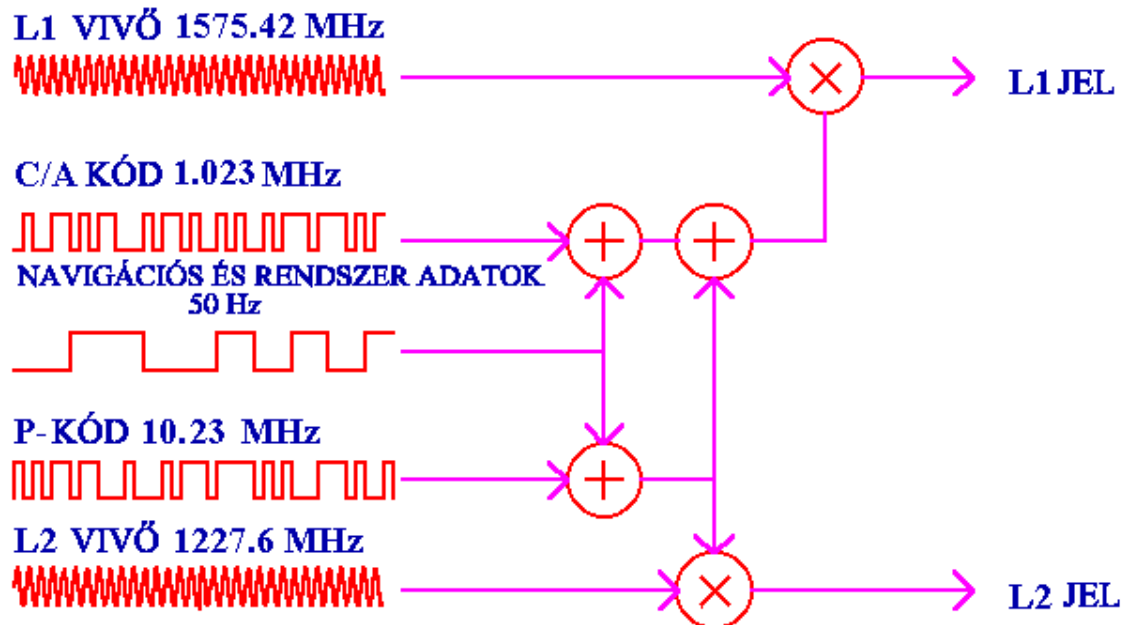 L1 VIVŐ 1575.42 MHz
L1 JEL
C/A KÓD 1.023 MHz
NAVIGÁCIÓS ÉS RENDSZER ADATOK
50 Hz
P-KÓD 10.23 MHz
L2 VIVŐ 1227.6 MHz
L2 JEL